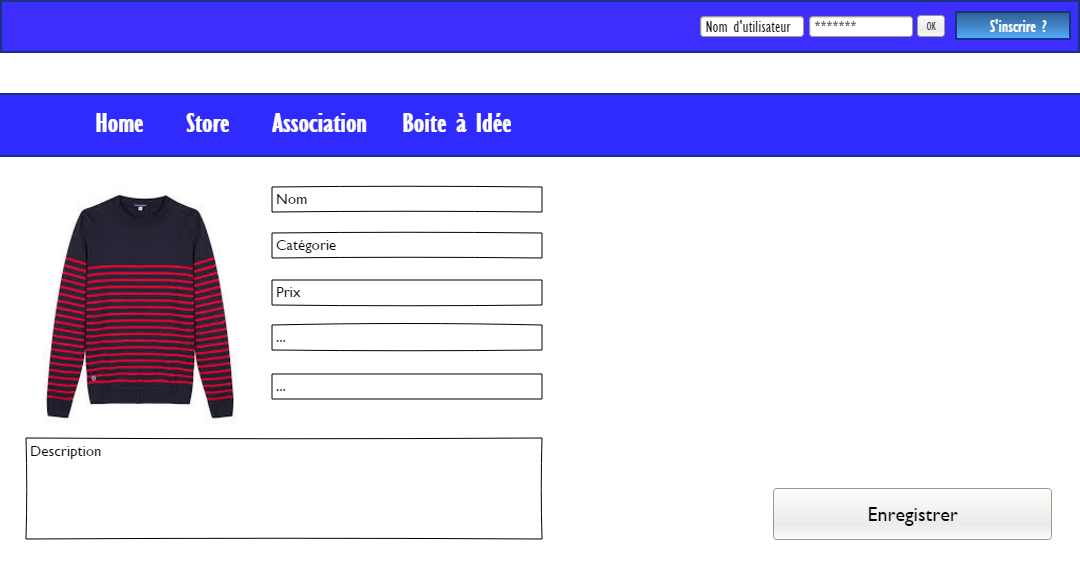 Nom d'utilisateur ******* OK S'inscrire ?
Home Store Association Boite à Idée
Nom
Catégorie
Prix
...
...
Description
Enregistrer